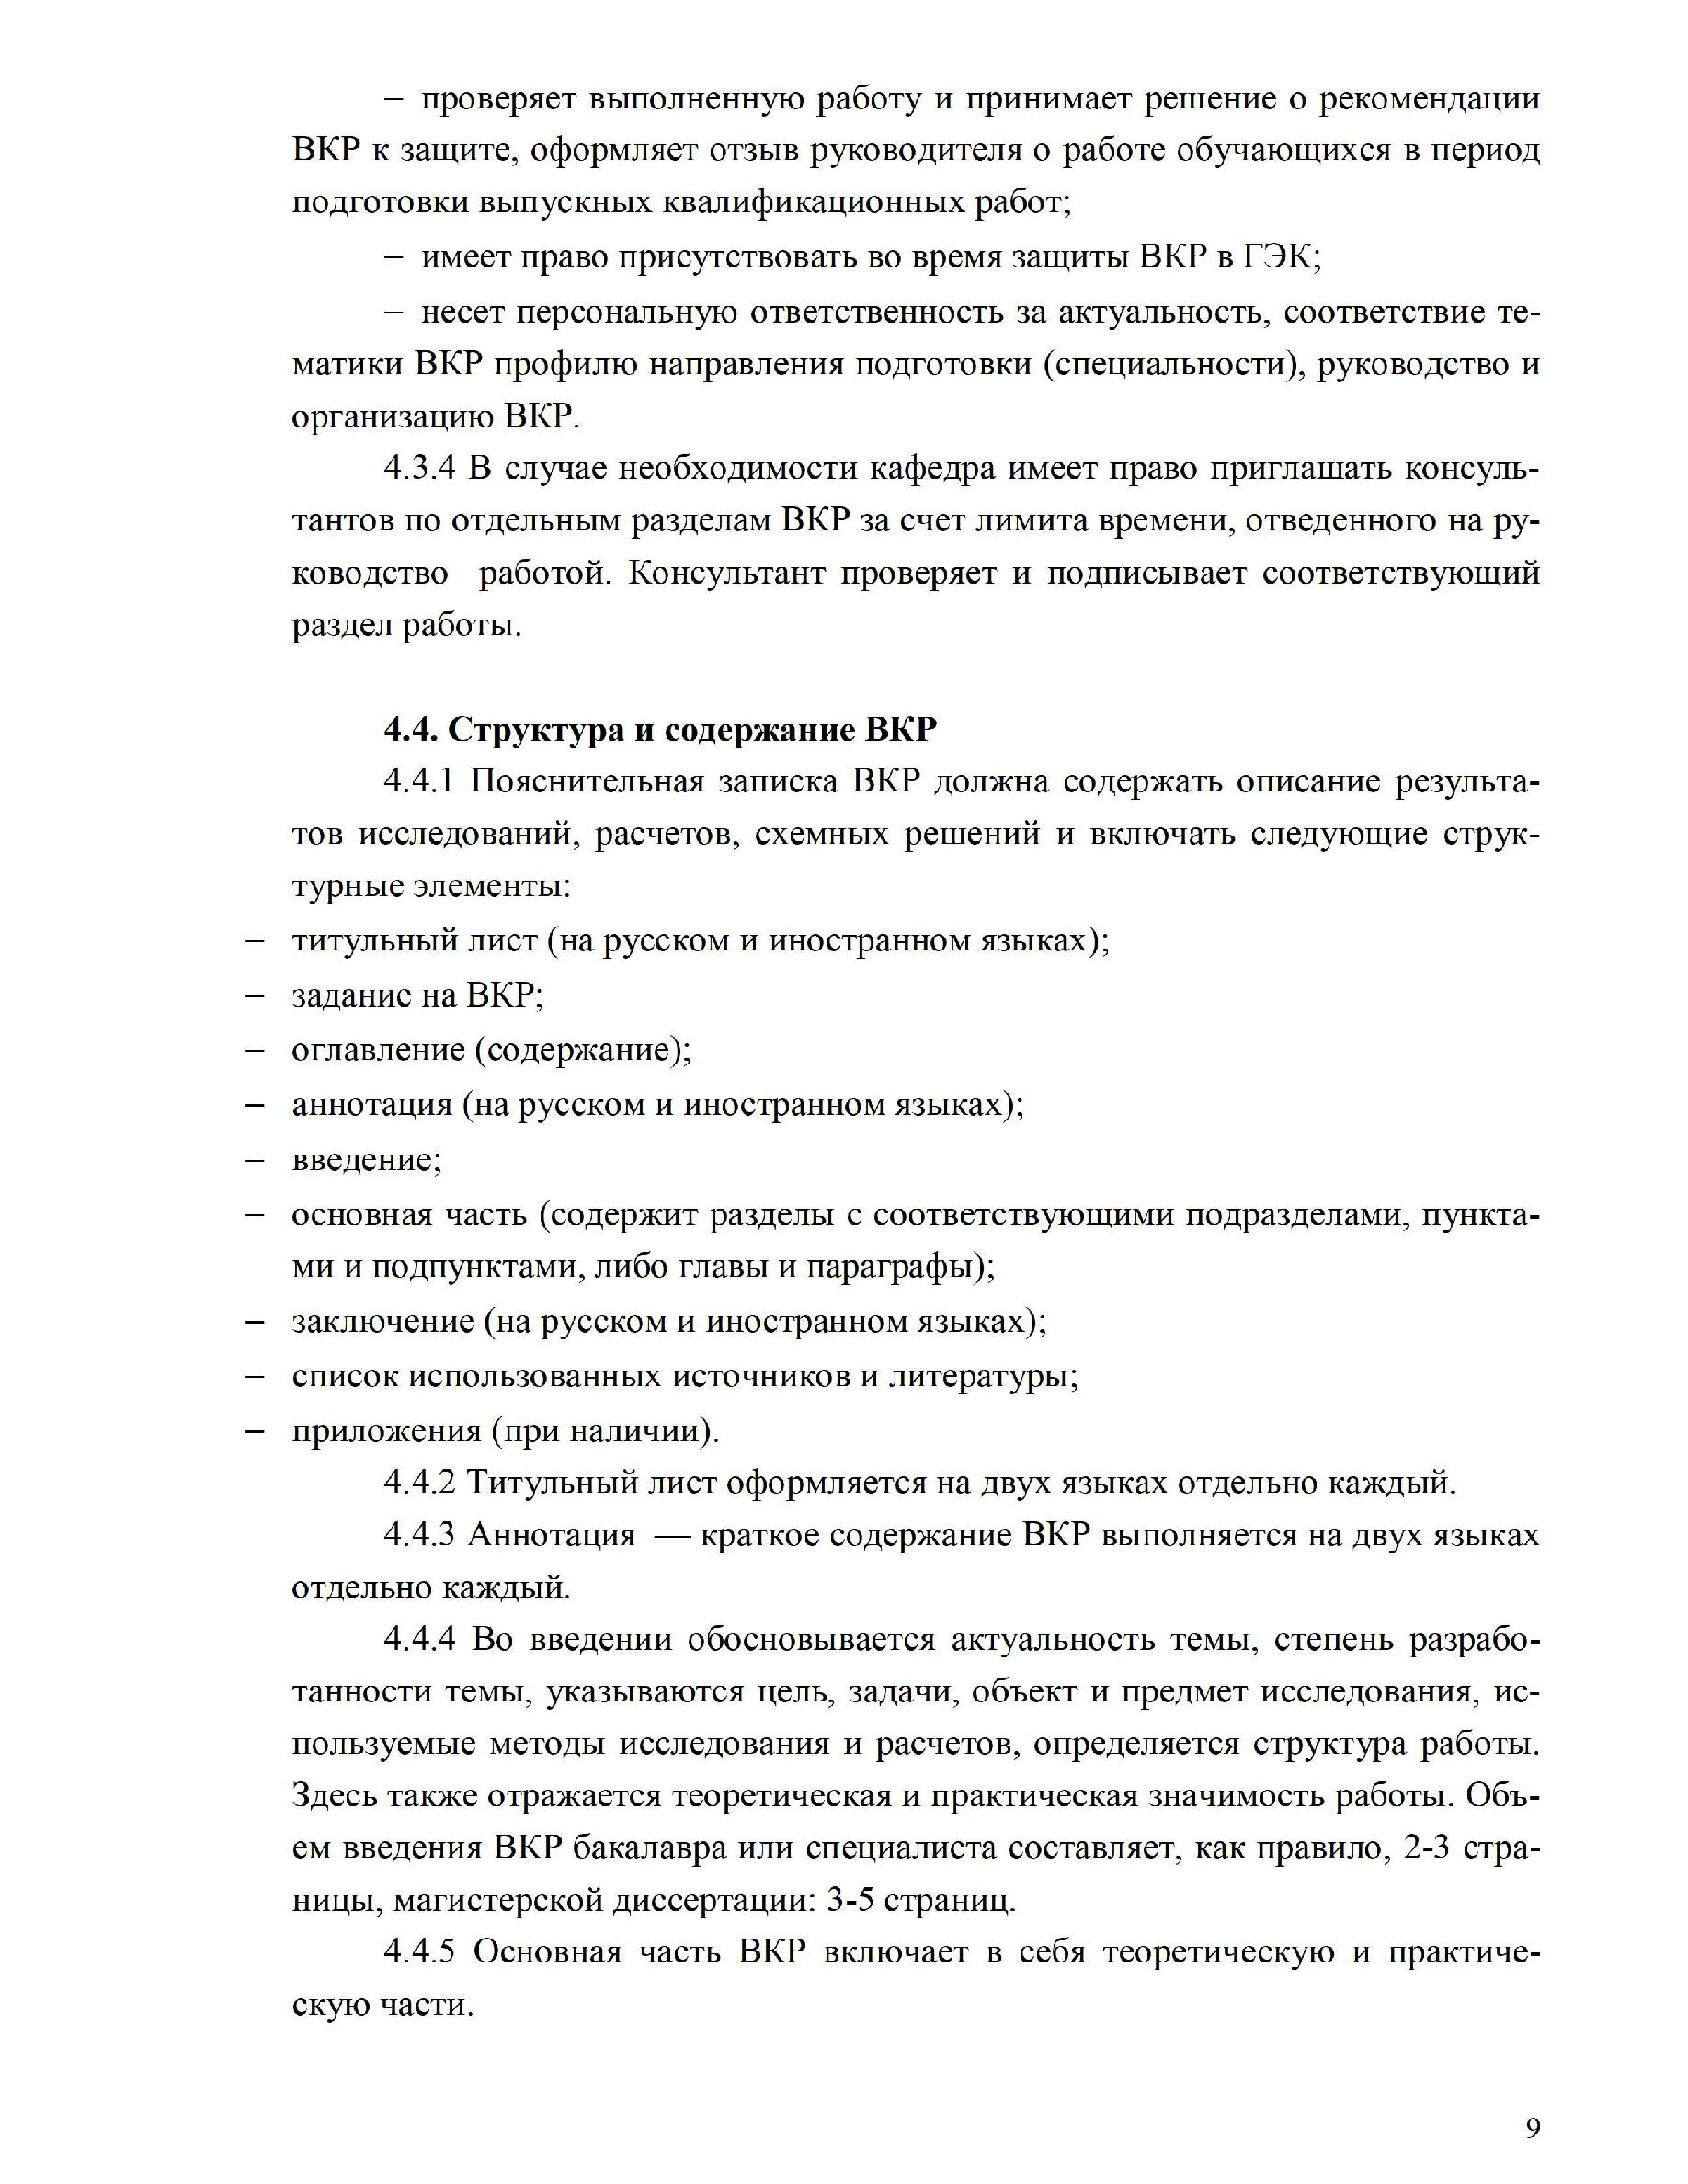 – проверяет выполненную работу и принимает решение о рекомендации
ВКР к защите, оформляет отзыв руководителя о работе обучающихся в период
подготовки выпускных квалификационных работ;
– имеет право присутствовать во время защиты ВКР в ГЭК;
– несет персональную ответственность за актуальность, соответствие те-
матики ВКР профилю направления подготовки (специальности), руководство и
организацию ВКР.
4.3.4 В случае необходимости кафедра имеет право приглашать консуль-
тантов по отдельным разделам ВКР за счет лимита времени, отведенного на ру-
ководство работой. Консультант проверяет и подписывает соответствующий
раздел работы.
4.4. Структура и содержание ВКР
4.4.1 Пояснительная записка ВКР должна содержать описание результа-
тов исследований, расчетов, схемных решений и включать следующие струк-
турные элементы:
– титульный лист (на русском и иностранном языках);
– задание на ВКР;
– оглавление (содержание);
– аннотация (на русском и иностранном языках);
– введение;
– основная часть (содержит разделы с соответствующими подразделами, пункта-
ми и подпунктами, либо главы и параграфы);
– заключение (на русском и иностранном языках);
– список использованных источников и литературы;
– приложения (при наличии).
4.4.2 Титульный лист оформляется на двух языках отдельно каждый.
4.4.3 Аннотация — краткое содержание ВКР выполняется на двух языках
отдельно каждый.
4.4.4 Во введении обосновывается актуальность темы, степень разрабо-
танности темы, указываются цель, задачи, объект и предмет исследования, ис-
пользуемые методы исследования и расчетов, определяется структура работы.
Здесь также отражается теоретическая и практическая значимость работы. Объ-
ем введения ВКР бакалавра или специалиста составляет, как правило, 2-3 стра-
ницы, магистерской диссертации: 3-5 страниц.
4.4.5 Основная часть ВКР включает в себя теоретическую и практиче-
скую части.
9